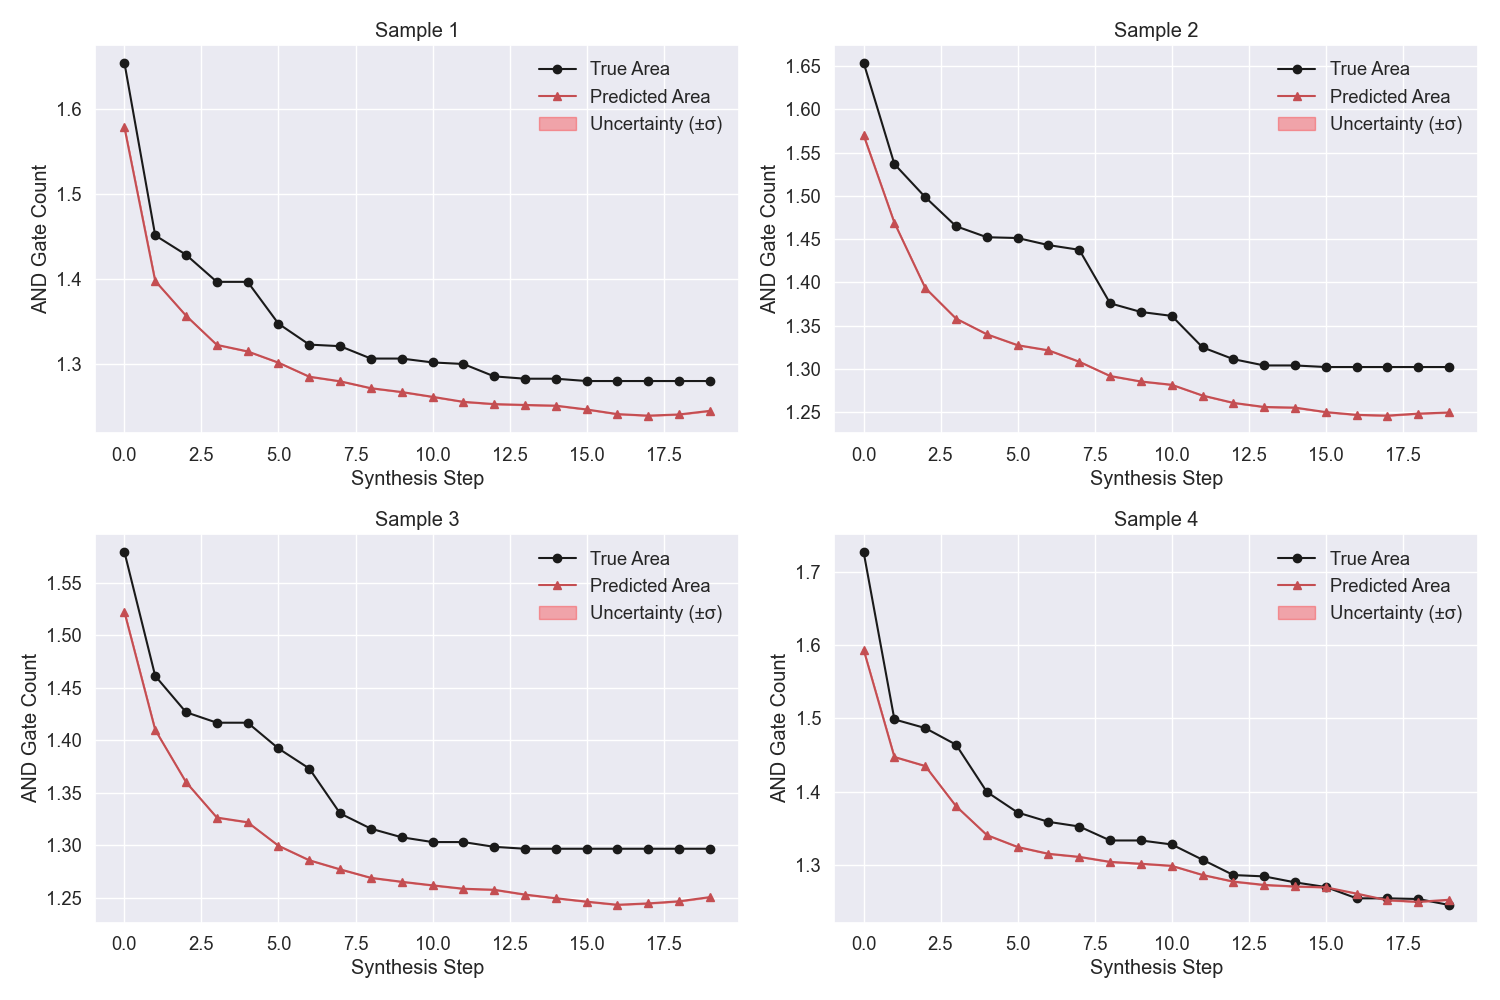 Sample 1
AND Gate Count
1.6
1.5
1.4
1.3
True Area
Predicted Area
Uncertainty (±σ)
0.0 2.5 5.0 7.5 10.0 12.5 15.0 17.5
Synthesis Step
Sample 2
AND Gate Count
1.65
1.60
1.55
1.50
1.45
1.40
1.35
1.30
1.25
True Area
Predicted Area
Uncertainty (±σ)
0.0 2.5 5.0 7.5 10.0 12.5 15.0 17.5
Synthesis Step
Sample 3
AND Gate Count
1.55
1.50
1.45
1.40
1.35
1.30
1.25
True Area
Predicted Area
Uncertainty (±σ)
0.0 2.5 5.0 7.5 10.0 12.5 15.0 17.5
Synthesis Step
Sample 4
AND Gate Count
1.7
1.6
1.5
1.4
1.3
True Area
Predicted Area
Uncertainty (±σ)
0.0 2.5 5.0 7.5 10.0 12.5 15.0 17.5
Synthesis Step